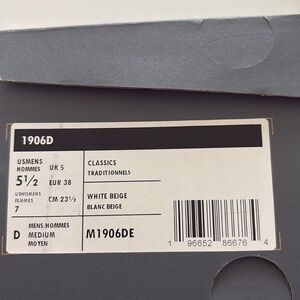 1906D
USMENS
HOMMES
5½
UK 5
EUR 38
CM 23½
USWOMENS
FEMMES
7
CLASSICS
TRADITIONNELS
WHITE BEIGE
BLANC BEIGE
D
MENS/HOMMES
MEDIUM
MOYEN
M1906DE
1 96652 86676 4